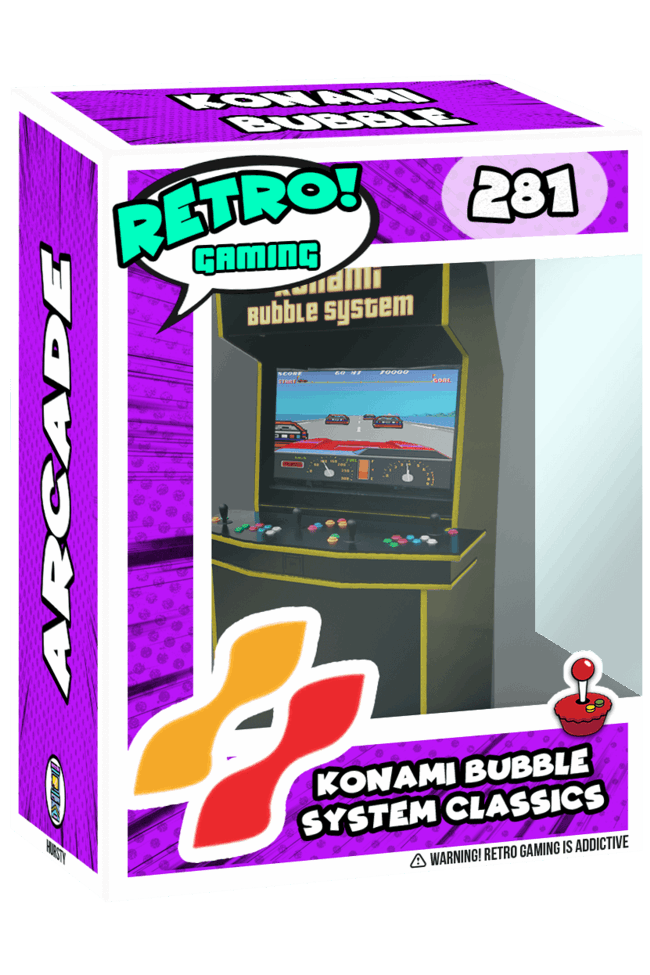 KONAMI
BUBBLE
RETRO!
GAMING
281
ARCADE
Konami
Bubble System
SCORE
70000
GOAL
KONAMI BUBBLE
SYSTEM CLASSICS
WARNING! RETRO GAMING IS ADDICTIVE
HURSTY